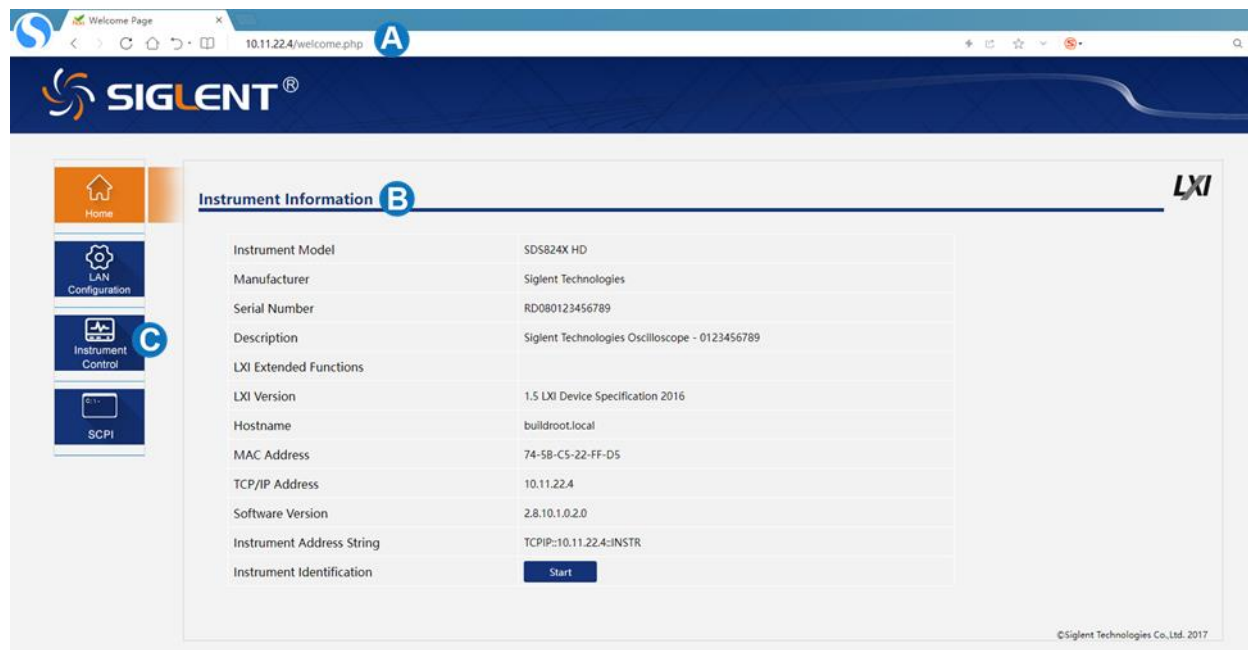 Welcome Page
10.11.22.4/welcome.php A
SIGLENT®
Home
LAN
Configuration
Instrument
Control
C
C:\-
SCPI
LXI
Instrument Information B
Instrument Model SDS824X HD
Manufacturer Siglent Technologies
Serial Number RD080123456789
Description Siglent Technologies Oscilloscope - 0123456789
LXI Extended Functions
LXI Version 1.5 LXI Device Specification 2016
Hostname buildroot.local
MAC Address 74-5B-C5-22-FF-D5
TCP/IP Address 10.11.22.4
Software Version 2.8.10.1.0.2.0
Instrument Address String TCPIP::10.11.22.4::INSTR
Instrument Identification Start
©Siglent Technologies Co.,Ltd. 2017